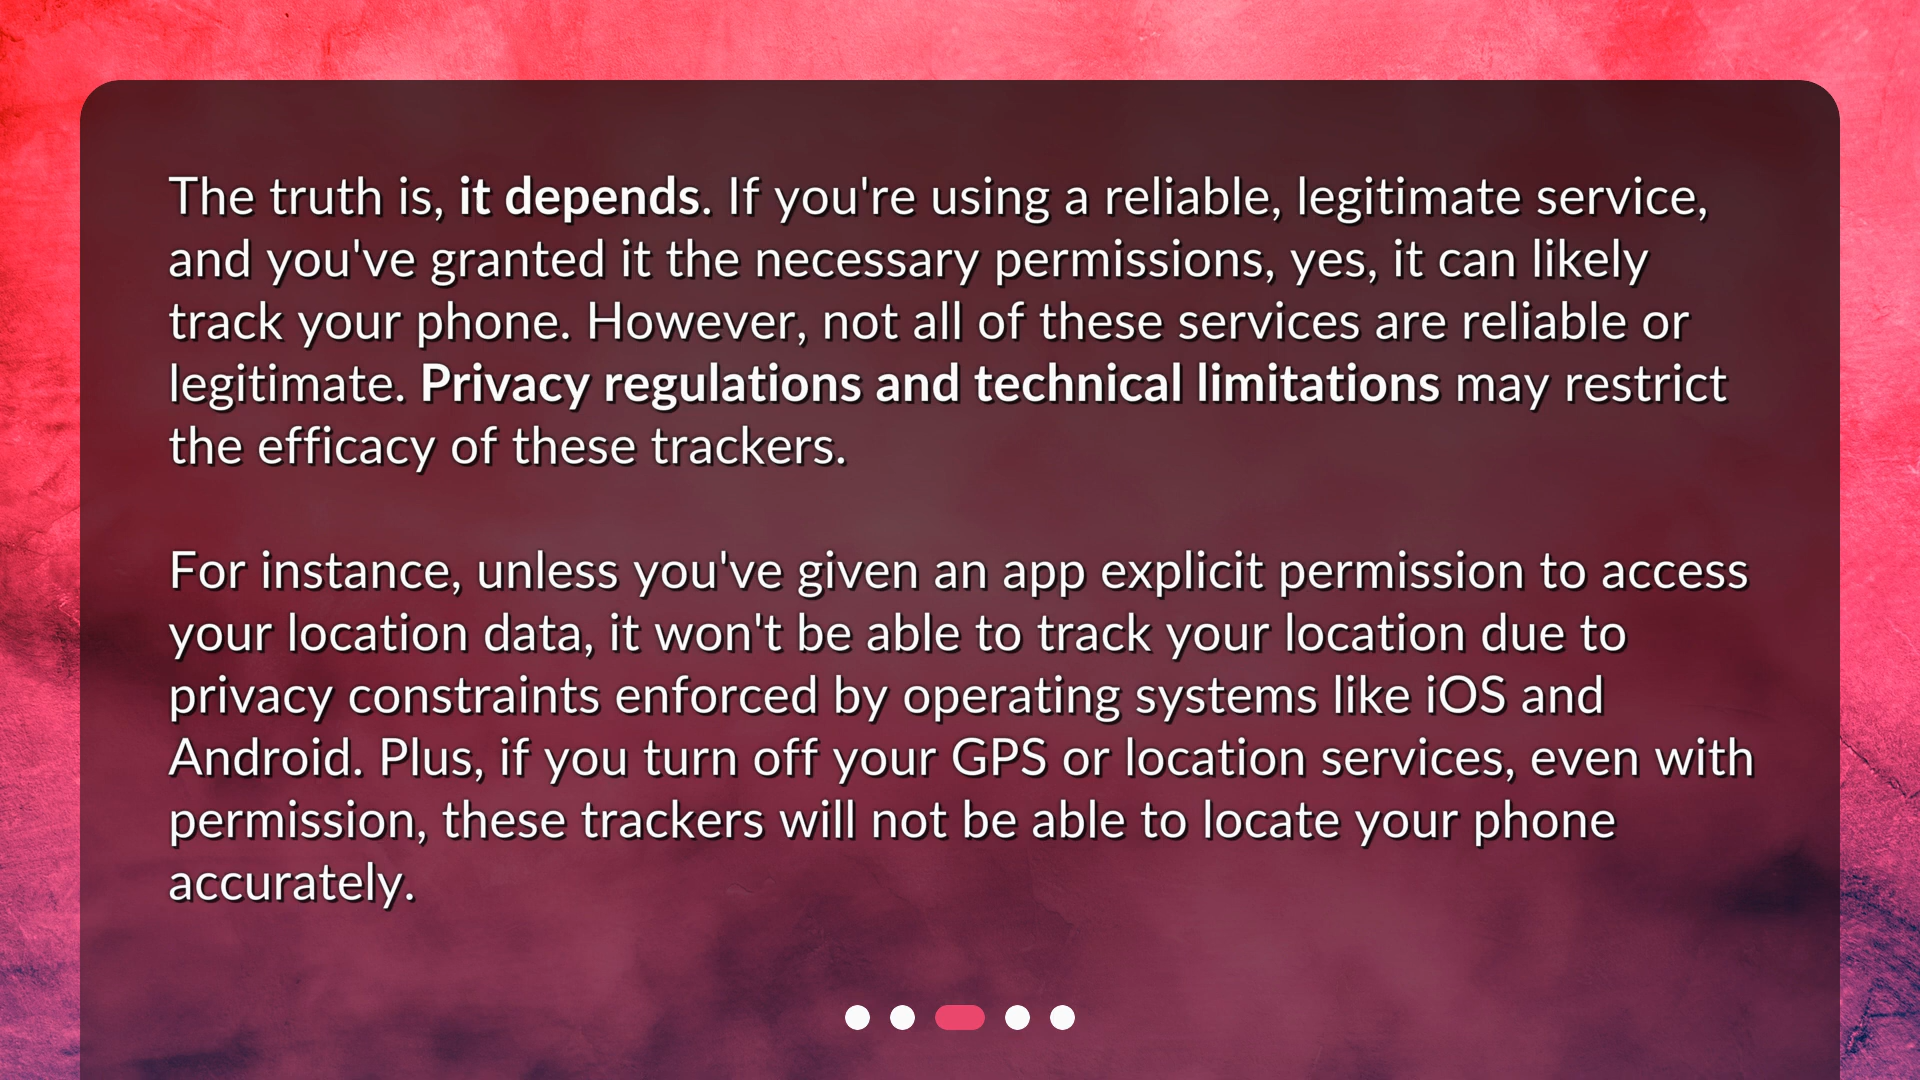 The truth is, it depends. If you're using a reliable, legitimate service,
and you've granted it the necessary permissions, yes, it can likely
track your phone. However, not all of these services are reliable or
legitimate. Privacy regulations and technical limitations may restrict
the efficacy of these trackers.
For instance, unless you've given an app explicit permission to access
your location data, it won't be able to track your location due to
privacy constraints enforced by operating systems like iOS and
Android. Plus, if you turn off your GPS or location services, even with
permission, these trackers will not be able to locate your phone
accurately.